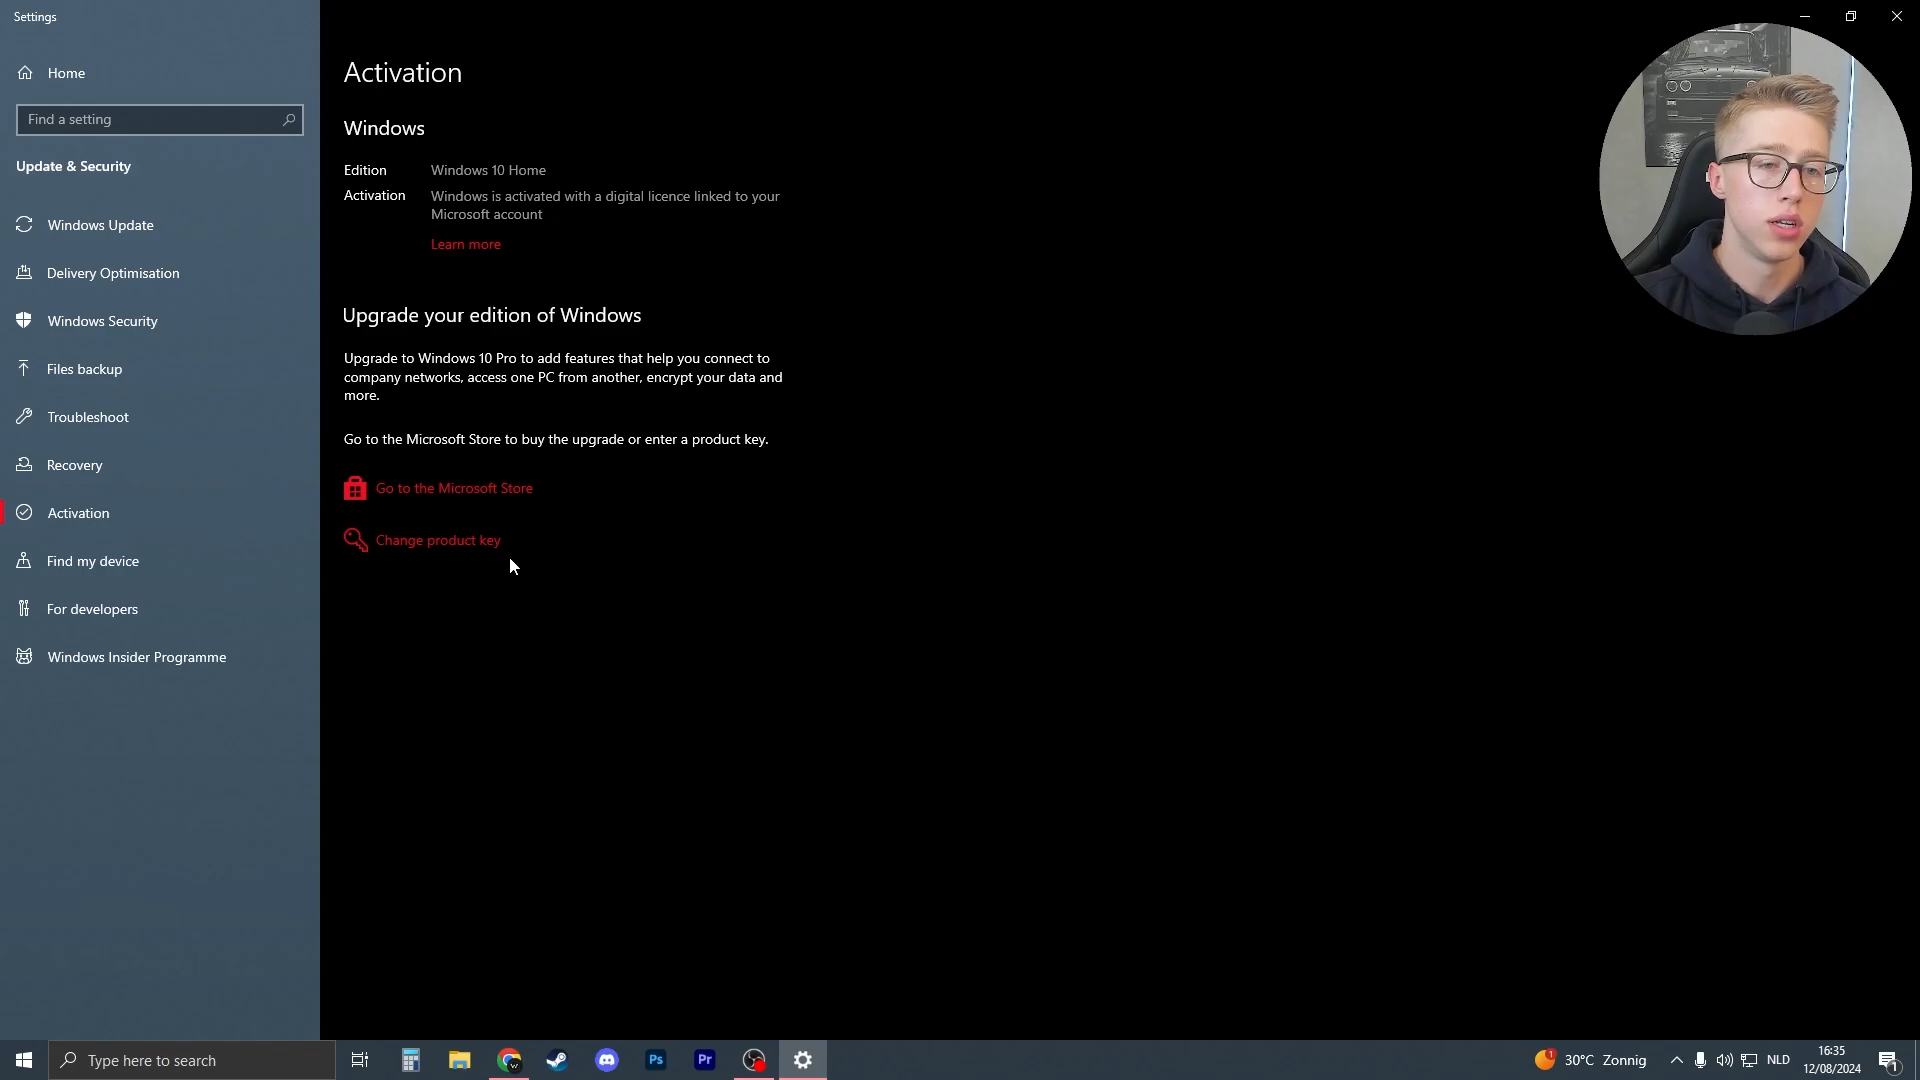 Settings
Home
Find a setting
Update & Security
Windows Update
Delivery Optimisation
Windows Security
Files backup
Troubleshoot
Recovery
Activation
Find my device
For developers
Windows Insider Programme
Activation
Windows
Edition Windows 10 Home
Activation Windows is activated with a digital licence linked to your
Microsoft account
Learn more
Upgrade your edition of Windows
Upgrade to Windows 10 Pro to add features that help you connect to
company networks, access one PC from another, encrypt your data and
more.
Go to the Microsoft Store to buy the upgrade or enter a product key.
Go to the Microsoft Store
Change product key
Type here to search
Ps
Pr
1
30°C Zonnig
NLD
16:35
12/08/2024
1